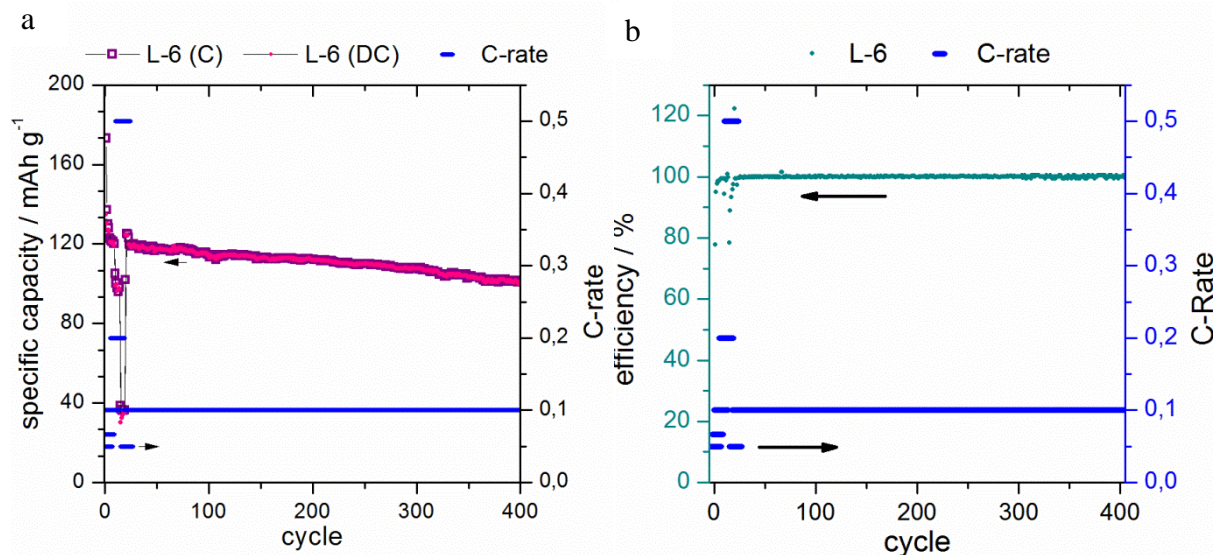 a
L-6 (C) L-6 (DC) C-rate
200
160
120
80
40
0
specific capacity / mAh g⁻¹
0 100 200 300 400
cycle
0,5
0,4
0,3
0,2
0,1
0,0
C-rate
b
L-6 C-rate
120
100
80
60
40
20
0
efficiency / %
0 100 200 300 400
cycle
0,5
0,4
0,3
0,2
0,1
0,0
C-Rate